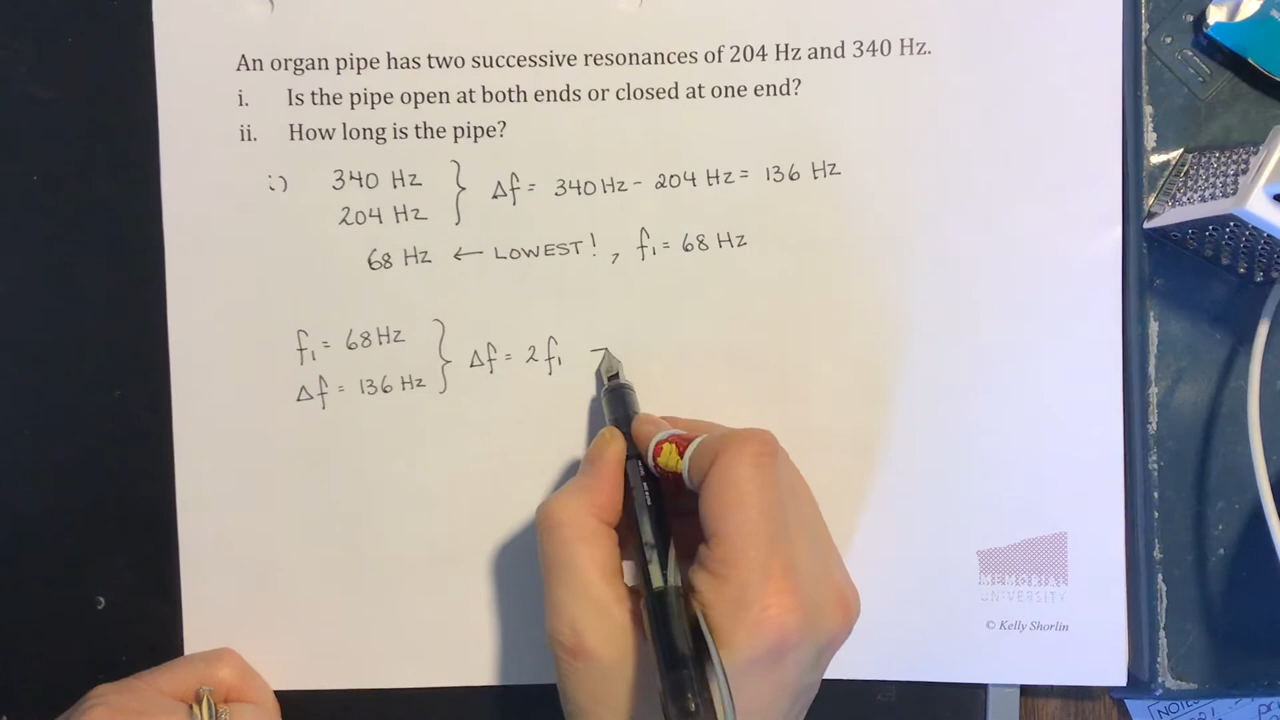 An organ pipe has two successive resonances of 204 Hz and 340 Hz.
i. Is the pipe open at both ends or closed at one end?
ii. How long is the pipe?
i) 340 Hz } Δf = 340 Hz - 204 Hz = 136 Hz
204 Hz
68 Hz ← LOWEST! , f₁ = 68 Hz
f₁ = 68 Hz } Δf = 2 f₁
Δf = 136 Hz
MEMORIAL
UNIVERSITY
© Kelly Shorlin